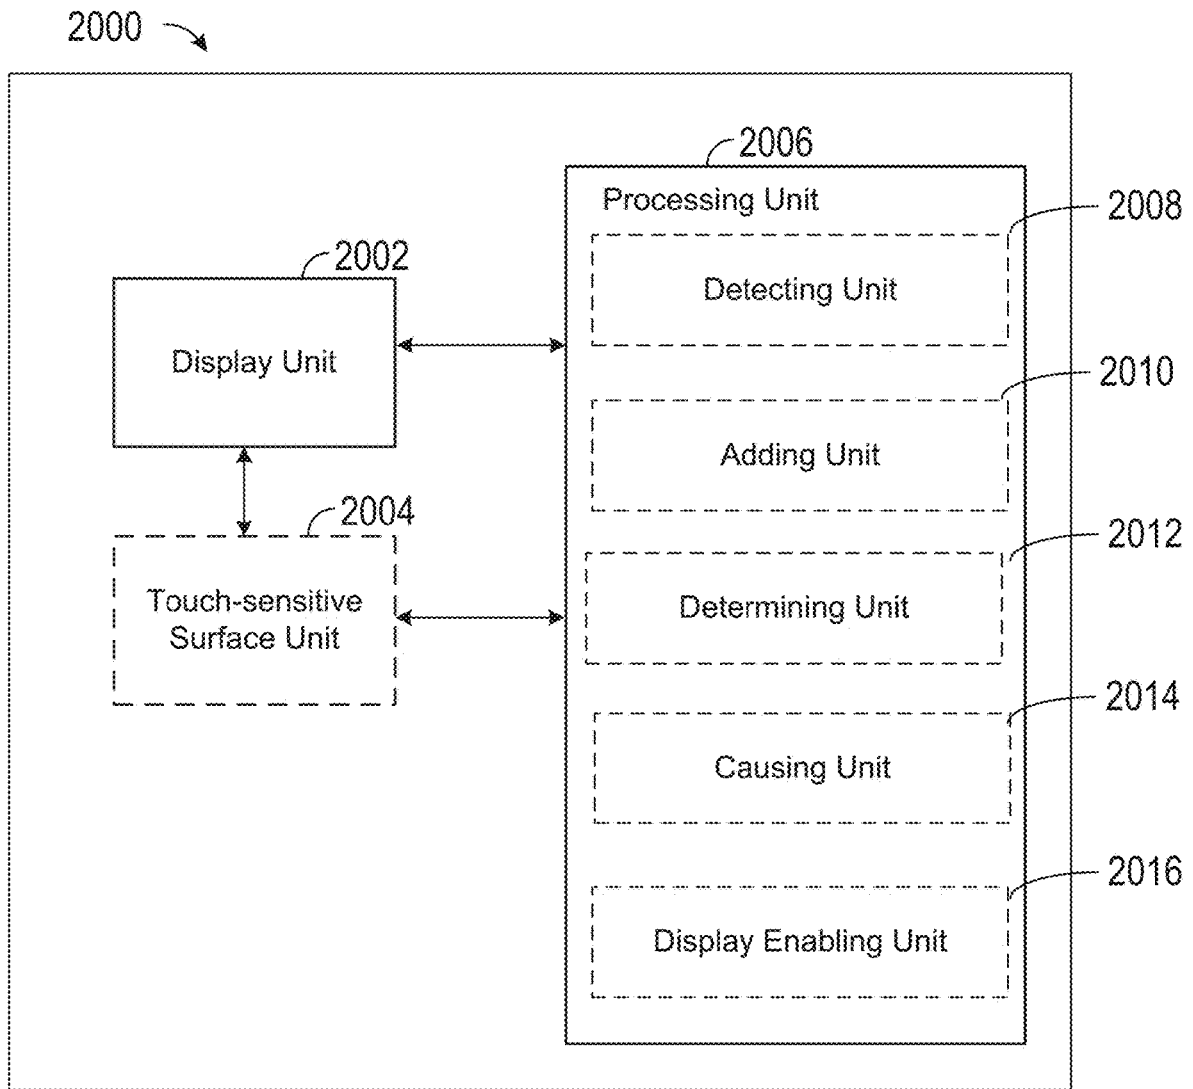 2000
2006
Processing Unit
2008
Detecting Unit
2002
Display Unit
2010
Adding Unit
2004
Touch-sensitive
Surface Unit
2012
Determining Unit
2014
Causing Unit
2016
Display Enabling Unit